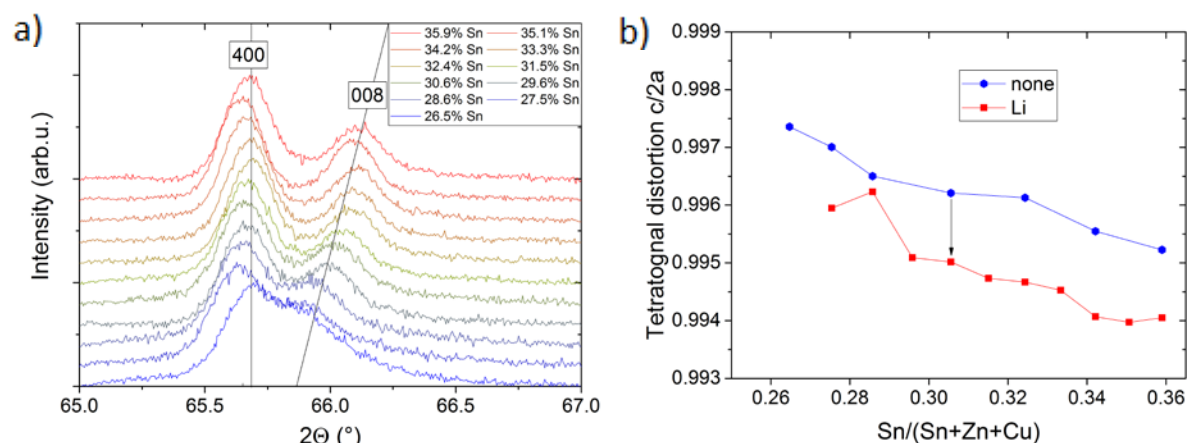 a)
400
008
35.9% Sn 35.1% Sn
34.2% Sn 33.3% Sn
32.4% Sn 31.5% Sn
30.6% Sn 29.6% Sn
28.6% Sn 27.5% Sn
26.5% Sn
Intensity (arb.u.)
65.0 65.5 66.0 66.5 67.0
2Θ (°)
b)
0.999
0.998
0.997
0.996
0.995
0.994
0.993
Tetratognal distortion c/2a
none
Li
0.26 0.28 0.30 0.32 0.34 0.36
Sn/(Sn+Zn+Cu)